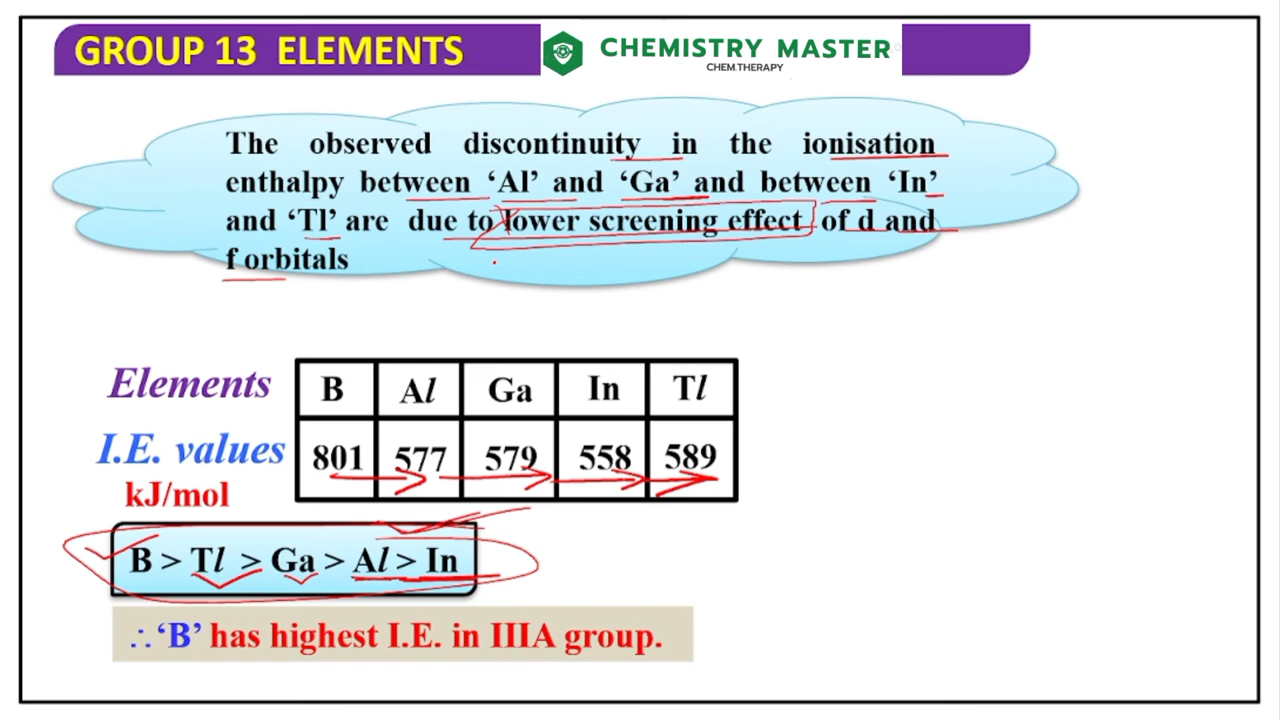 GROUP 13 ELEMENTS
CHEMISTRY MASTER
CHEM.THERAPY
The observed discontinuity in the ionisation
enthalpy between ‘Al’ and ‘Ga’ and between ‘In’
and ‘Tl’ are due to lower screening effect of d and
f orbitals
Elements B Al Ga In Tl
I.E. values 801 577 579 558 589
kJ/mol
B > Tl > Ga > Al > In
∴‘B’ has highest I.E. in IIIA group.